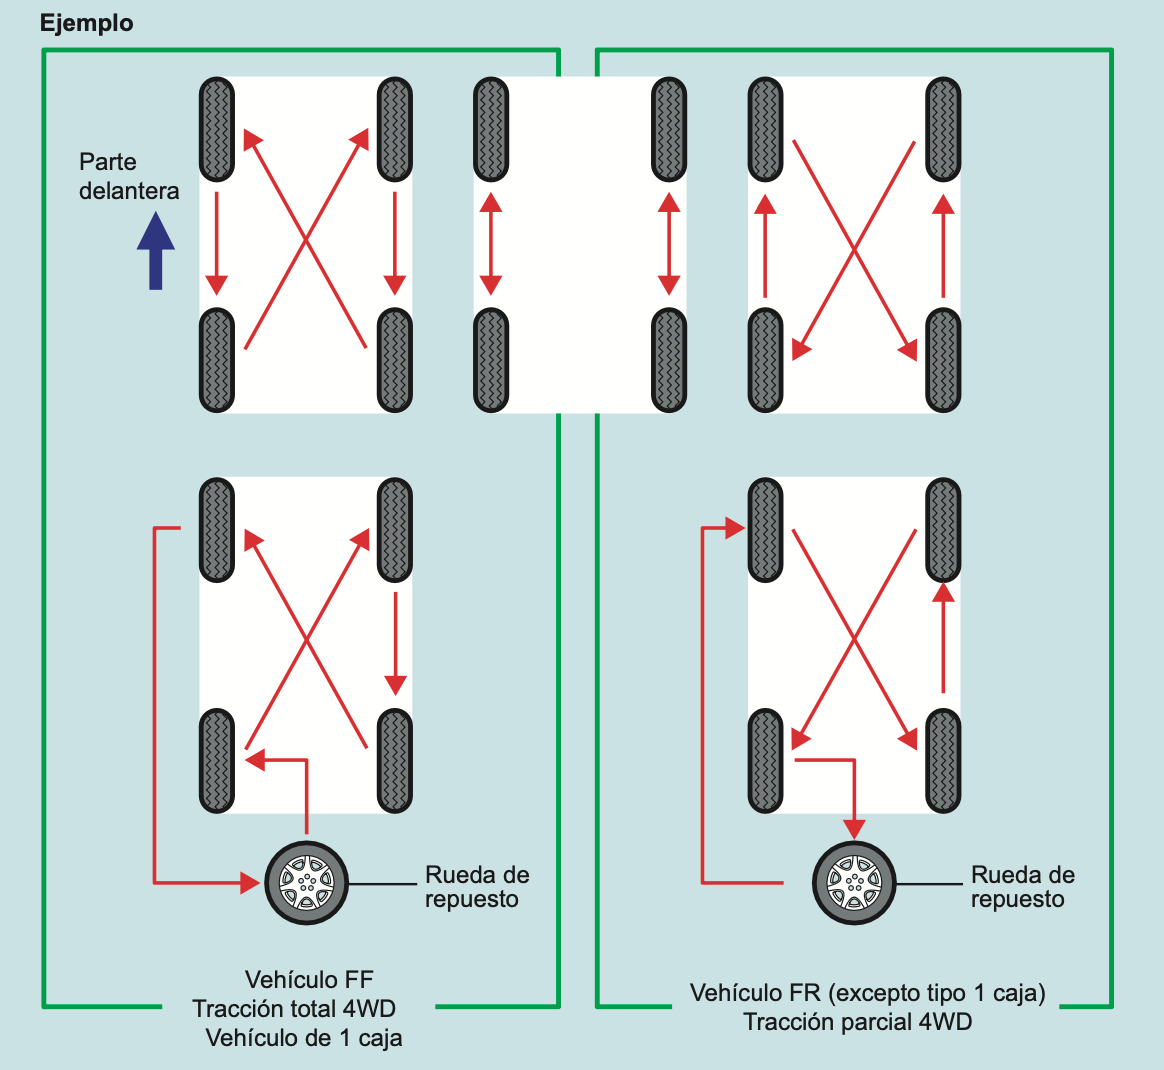 Ejemplo
Parte
delantera
Rueda de
repuesto
Rueda de
repuesto
Vehículo FF
Tracción total 4WD
Vehículo de 1 caja
Vehículo FR (excepto tipo 1 caja)
Tracción parcial 4WD